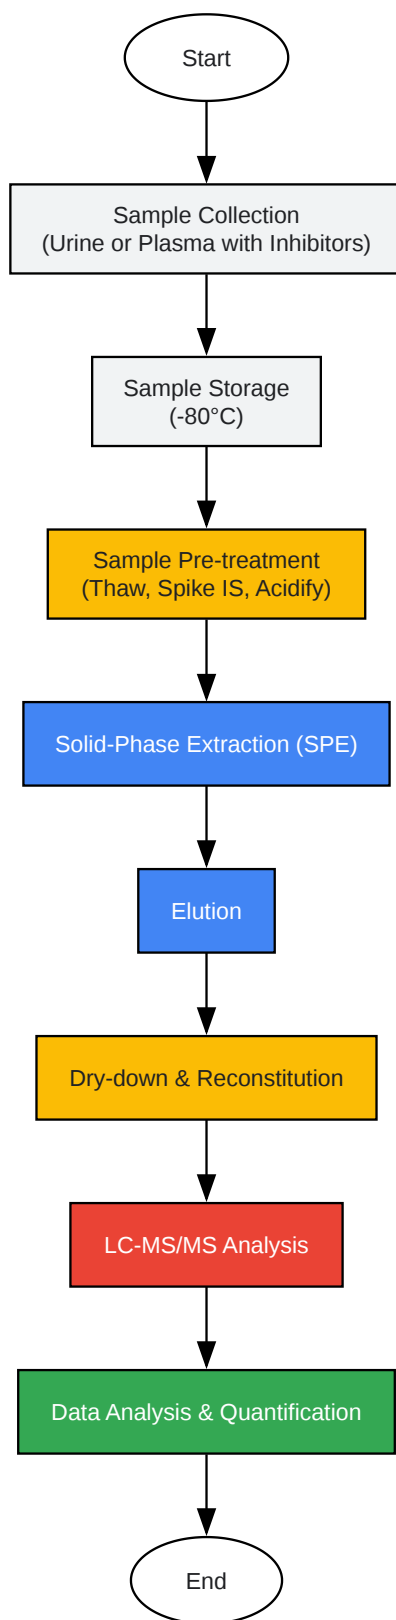 Start
Sample Collection
(Urine or Plasma with Inhibitors)
Sample Storage
(-80°C)
Sample Pre-treatment
(Thaw, Spike IS, Acidify)
Solid-Phase Extraction (SPE)
Elution
Dry-down & Reconstitution
LC-MS/MS Analysis
Data Analysis & Quantification
End